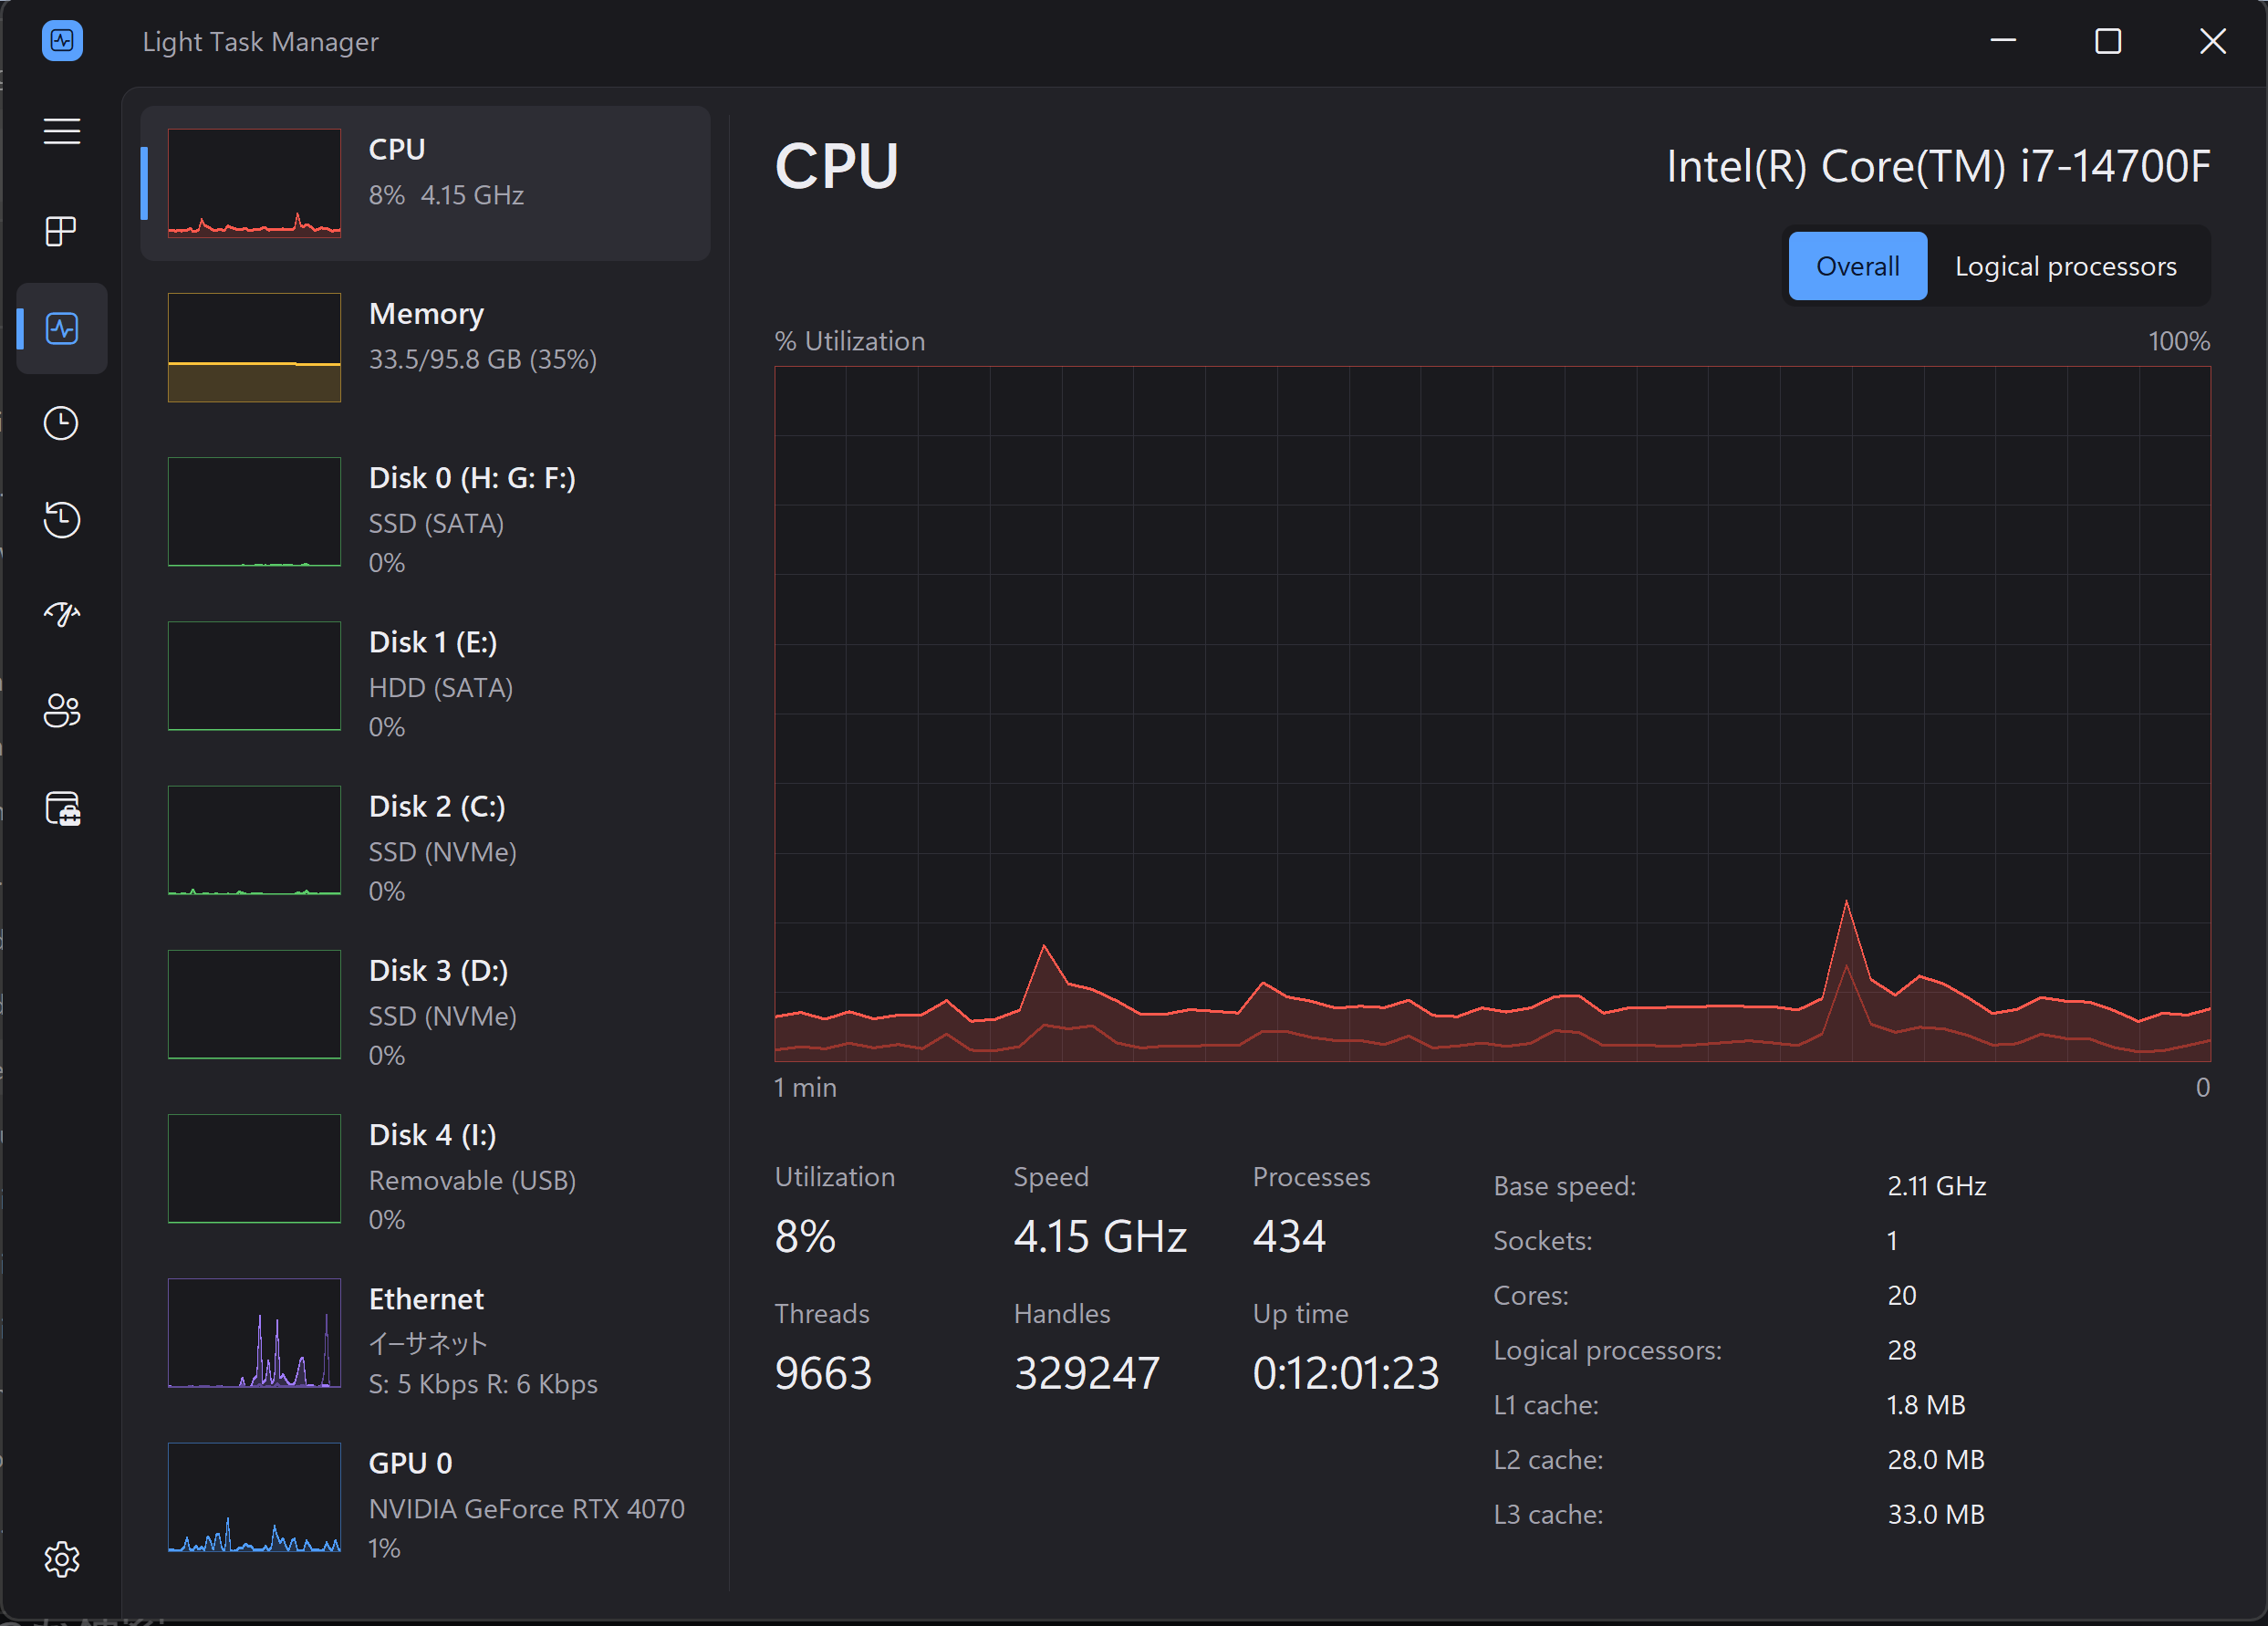 Light Task Manager
CPU
8% 4.15 GHz
Memory
33.5/95.8 GB (35%)
Disk 0 (H: G: F:)
SSD (SATA)
0%
Disk 1 (E:)
HDD (SATA)
0%
Disk 2 (C:)
SSD (NVMe)
0%
Disk 3 (D:)
SSD (NVMe)
0%
Disk 4 (I:)
Removable (USB)
0%
Ethernet
イーサネット
S: 5 Kbps R: 6 Kbps
GPU 0
NVIDIA GeForce RTX 4070
1%
CPU
Intel(R) Core(TM) i7-14700F
Overall
Logical processors
% Utilization
100%
1 min
0
Utilization
8%
Speed
4.15 GHz
Processes
434
Threads
9663
Handles
329247
Up time
0:12:01:23
Base speed: 2.11 GHz
Sockets: 1
Cores: 20
Logical processors: 28
L1 cache: 1.8 MB
L2 cache: 28.0 MB
L3 cache: 33.0 MB